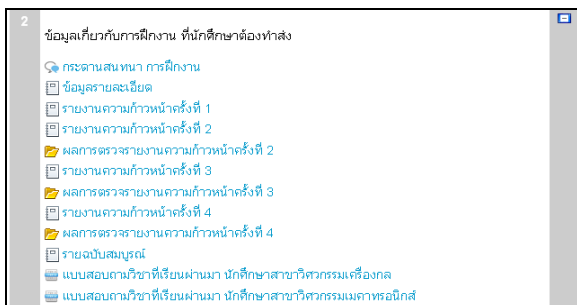 2
ข้อมูลเกี่ยวกับการฝึกงาน ที่นักศึกษาต้องทำส่ง
กระดานสนทนา การฝึกงาน
ข้อมูลรายละเอียด
รายงานความก้าวหน้าครั้งที่ 1
รายงานความก้าวหน้าครั้งที่ 2
ผลการตรวจรายงานความก้าวหน้าครั้งที่ 2
รายงานความก้าวหน้าครั้งที่ 3
ผลการตรวจรายงานความก้าวหน้าครั้งที่ 3
รายงานความก้าวหน้าครั้งที่ 4
ผลการตรวจรายงานความก้าวหน้าครั้งที่ 4
รายฉบับสมบูรณ์
แบบสอบถามวิชาที่เรียนผ่านมา นักศึกษาสาขาวิศวกรรมเครื่องกล
แบบสอบถามวิชาที่เรียนผ่านมา นักศึกษาสาขาวิศวกรรมเมคาทรอนิกส์